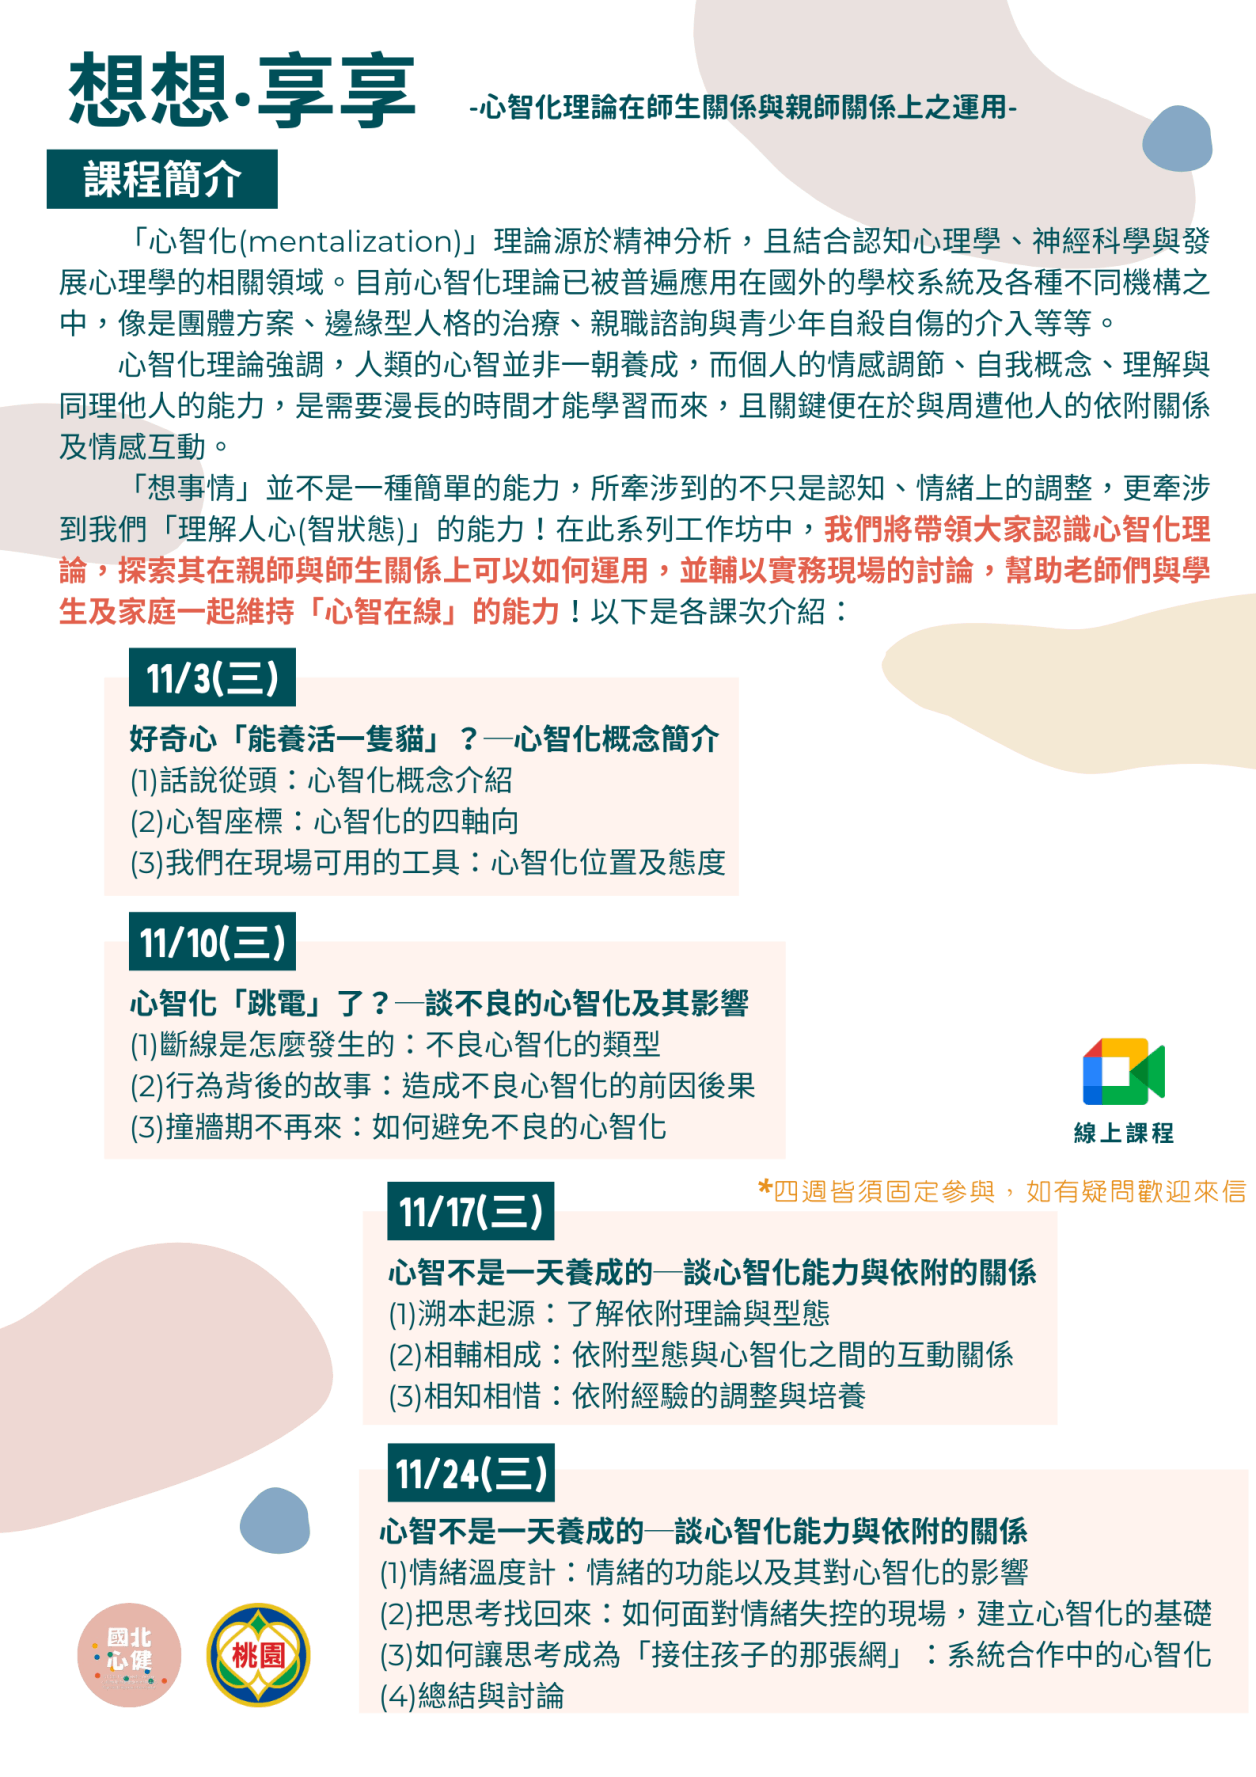 想想·享享
-心智化理論在師生關係與親師關係上之運用-
課程簡介
「心智化(mentalization)」理論源於精神分析，且結合認知心理學、神經科學與發
展心理學的相關領域。目前心智化理論已被普遍應用在國外的學校系統及各種不同機構之
中，像是團體方案、邊緣型人格的治療、親職諮詢與青少年自殺自傷的介入等等。
心智化理論強調，人類的心智並非一朝養成，而個人的情感調節、自我概念、理解與
同理他人的能力，是需要漫長的時間才能學習而來，且關鍵便在於與周遭他人的依附關係
及情感互動。
「想事情」並不是一種簡單的能力，所牽涉到的不只是認知、情緒上的調整，更牽涉
到我們「理解人心(智狀態)」的能力！在此系列工作坊中，我們將帶領大家認識心智化理
論，探索其在親師與師生關係上可以如何運用，並輔以實務現場的討論，幫助老師們與學
生及家庭一起維持「心智在線」的能力！以下是各課次介紹：
11/3(三)
好奇心「能養活一隻貓」？─心智化概念簡介
(1)話說從頭：心智化概念介紹
(2)心智座標：心智化的四軸向
(3)我們在現場可用的工具：心智化位置及態度
11/10(三)
心智化「跳電」了？─談不良的心智化及其影響
(1)斷線是怎麼發生的：不良心智化的類型
(2)行為背後的故事：造成不良心智化的前因後果
(3)撞牆期不再來：如何避免不良的心智化
線上課程
*四週皆須固定參與，如有疑問歡迎來信
11/17(三)
心智不是一天養成的─談心智化能力與依附的關係
(1)溯本起源：了解依附理論與型態
(2)相輔相成：依附型態與心智化之間的互動關係
(3)相知相惜：依附經驗的調整與培養
11/24(三)
心智不是一天養成的─談心智化能力與依附的關係
(1)情緒溫度計：情緒的功能以及其對心智化的影響
(2)把思考找回來：如何面對情緒失控的現場，建立心智化的基礎
(3)如何讓思考成為「接住孩子的那張網」：系統合作中的心智化
(4)總結與討論
國北
心健
桃園